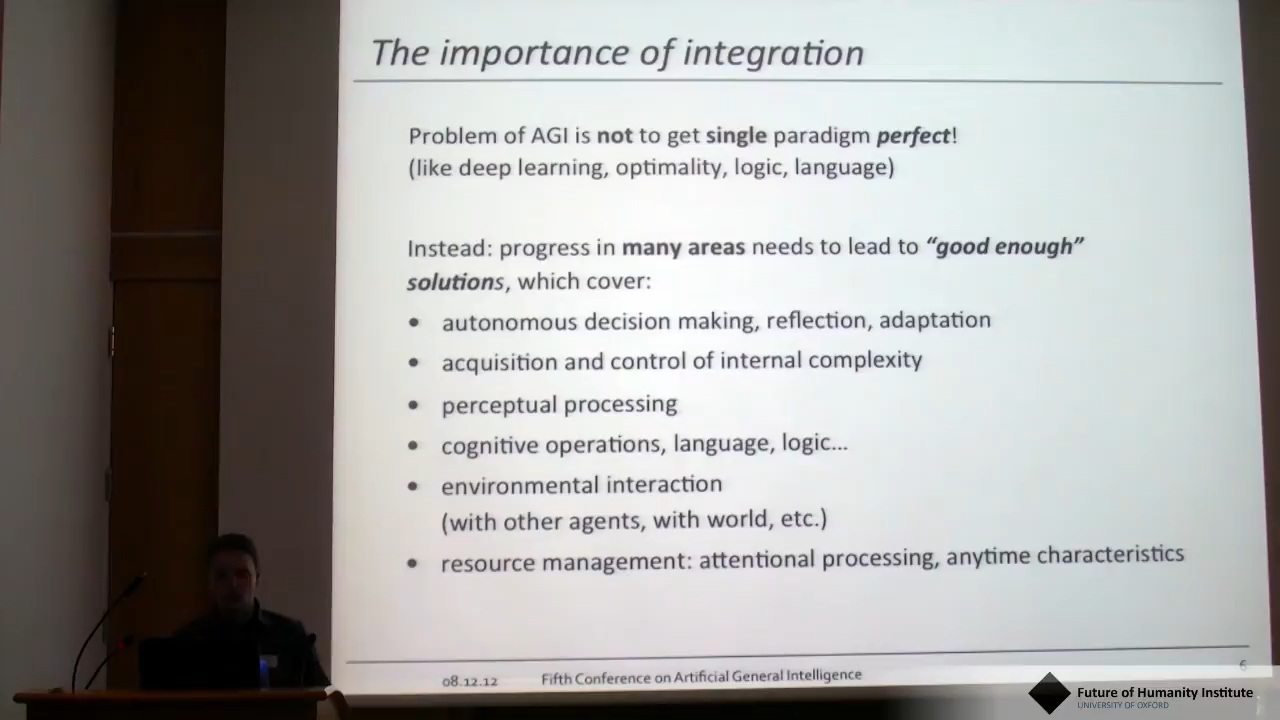 The importance of integration
Problem of AGI is not to get single paradigm perfect!
(like deep learning, optimality, logic, language)
Instead: progress in many areas needs to lead to “good enough”
solutions, which cover:
• autonomous decision making, reflection, adaptation
• acquisition and control of internal complexity
• perceptual processing
• cognitive operations, language, logic...
• environmental interaction
(with other agents, with world, etc.)
• resource management: attentional processing, anytime characteristics
08.12.12 Fifth Conference on Artificial General Intelligence 6
Future of Humanity Institute
UNIVERSITY OF OXFORD